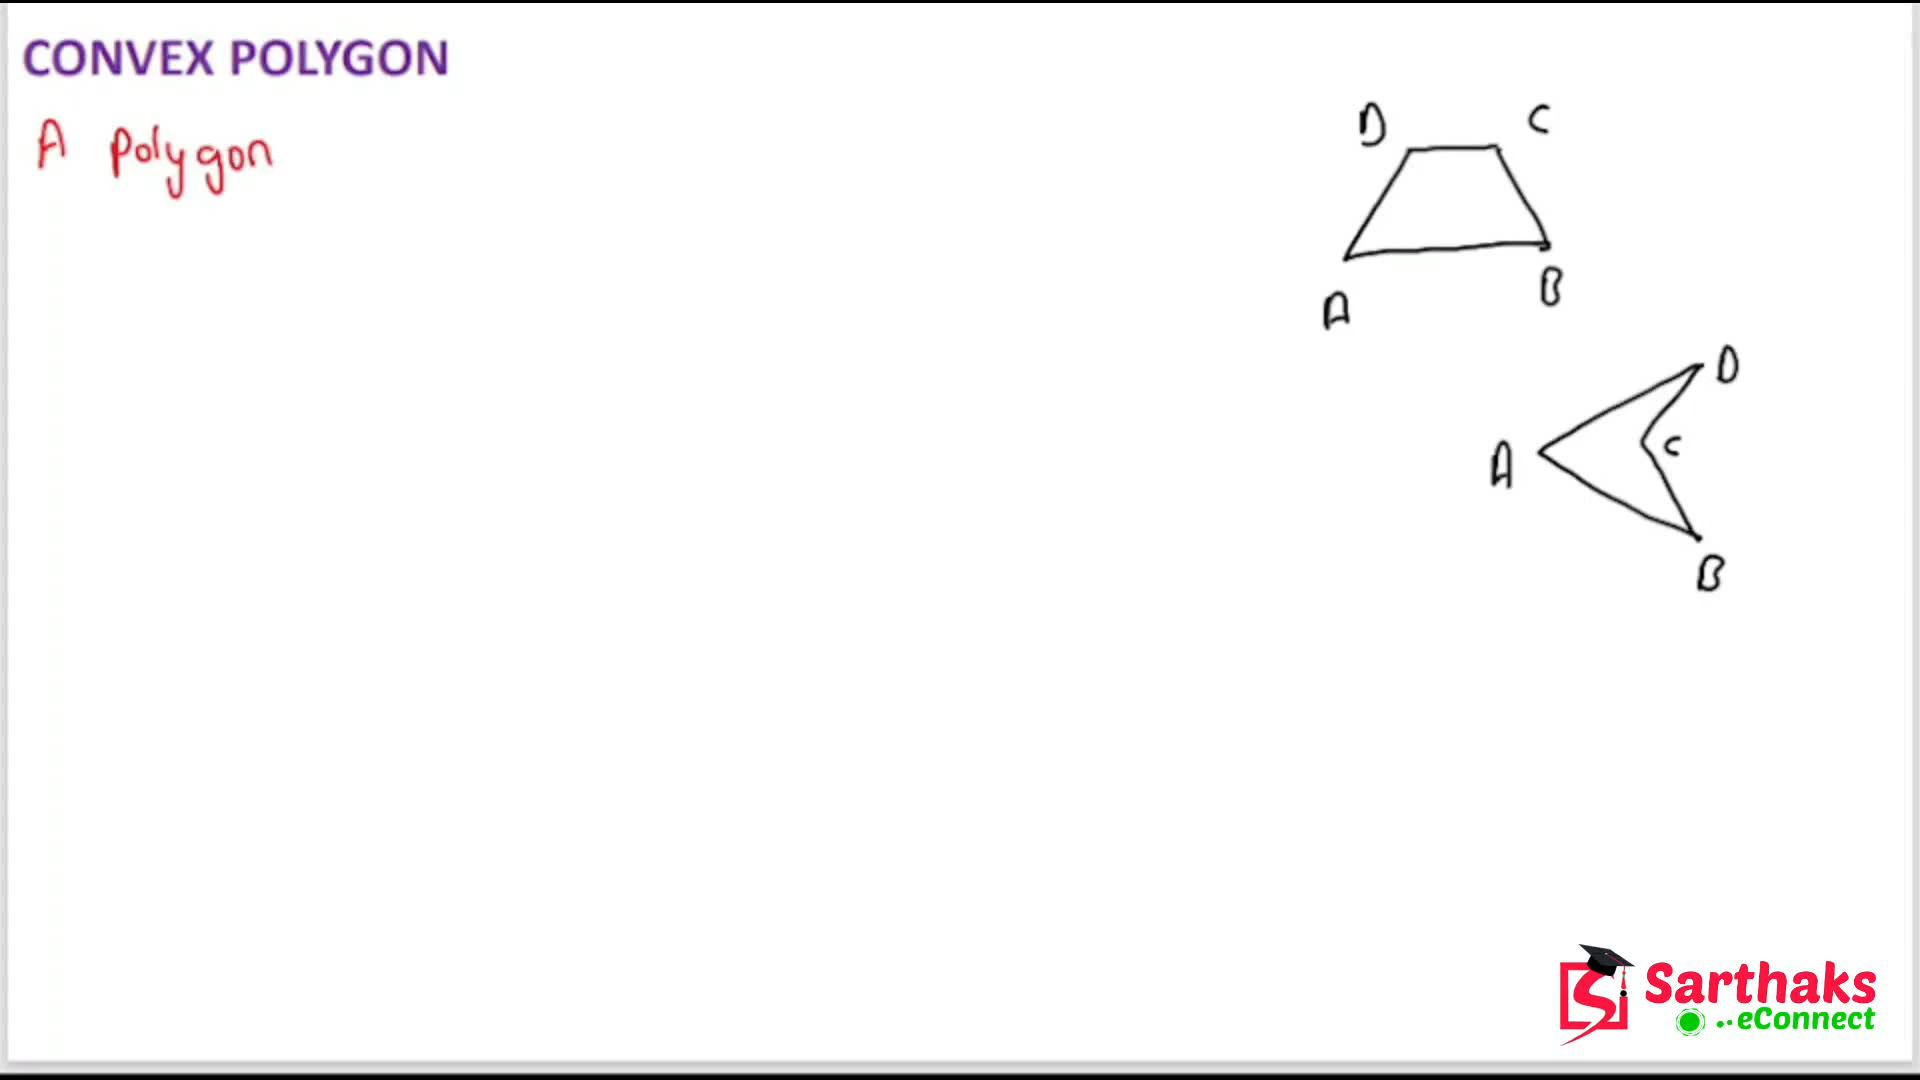 CONVEX POLYGON
A polygon
D C
A B
D
A C
B
Sarthaks
eConnect